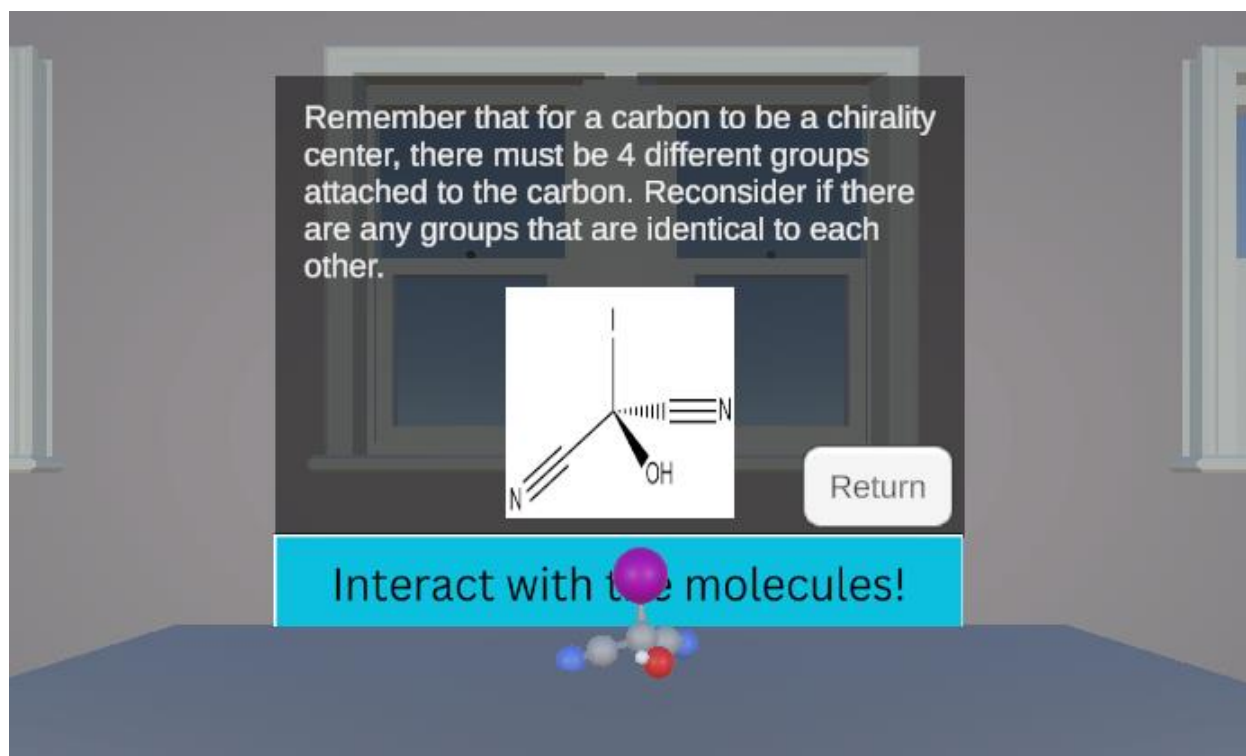 Remember that for a carbon to be a chirality
center, there must be 4 different groups
attached to the carbon. Reconsider if there
are any groups that are identical to each
other.
I
N
OH
N
Return
Interact with the molecules!